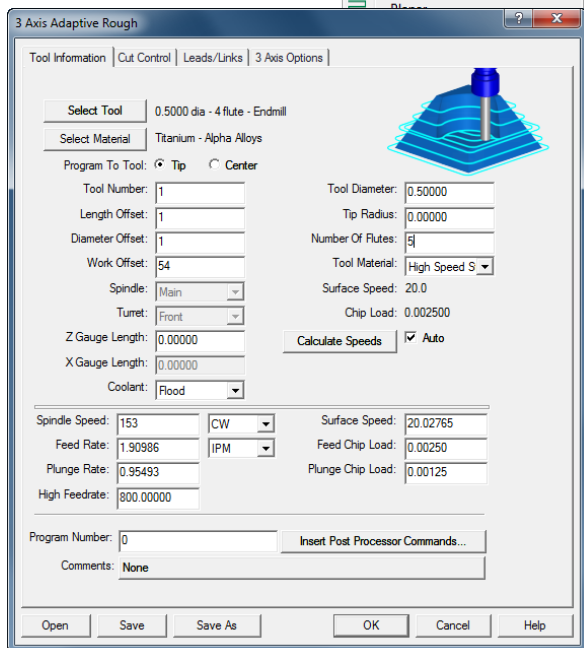 Planar
3 Axis Adaptive Rough
?
X
Tool Information Cut Control Leads/Links 3 Axis Options
Select Tool 0.5000 dia - 4 flute - Endmill
Select Material Titanium - Alpha Alloys
Program To Tool: Tip Center
Tool Number: 1 Tool Diameter: 0.50000
Length Offset: 1 Tip Radius: 0.00000
Diameter Offset: 1 Number Of Flutes: 5
Work Offset: 54 Tool Material: High Speed S
Spindle: Main Surface Speed: 20.0
Turret: Front Chip Load: 0.002500
Z Gauge Length: 0.00000 Calculate Speeds Auto
X Gauge Length: 0.00000
Coolant: Flood
Spindle Speed: 153 CW Surface Speed: 20.02765
Feed Rate: 1.90986 IPM Feed Chip Load: 0.00250
Plunge Rate: 0.95493 Plunge Chip Load: 0.00125
High Feedrate: 800.00000
Program Number: 0 Insert Post Processor Commands...
Comments: None
Open Save Save As OK Cancel Help